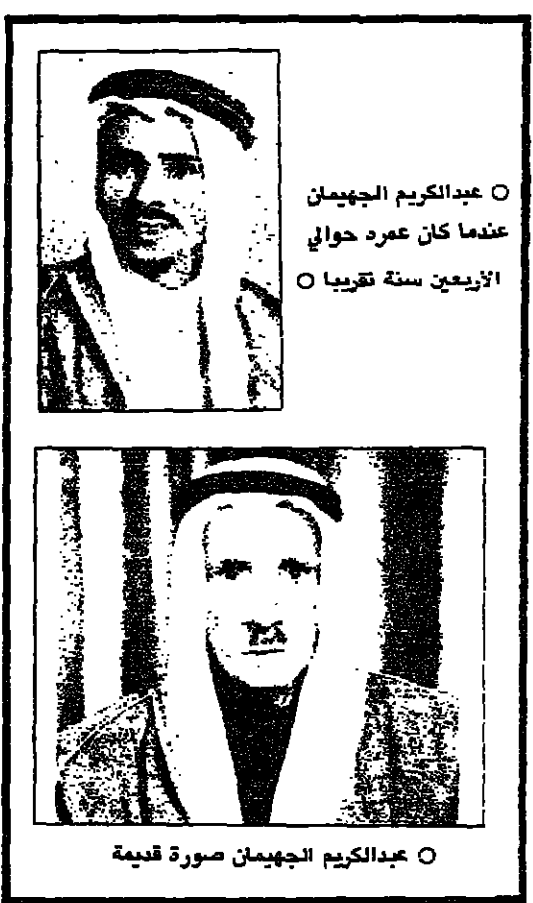 ○ عبدالكريم الجهيمان
عندما كان عمره حوالي
الأربعين سنة تقريبا ○
○ عبدالكريم الجهيمان صورة قديمة